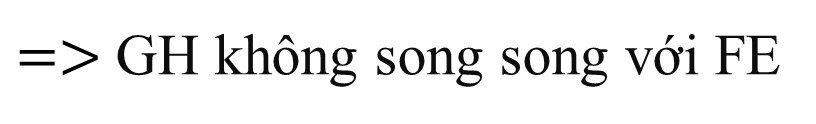 => GH không song song với FE